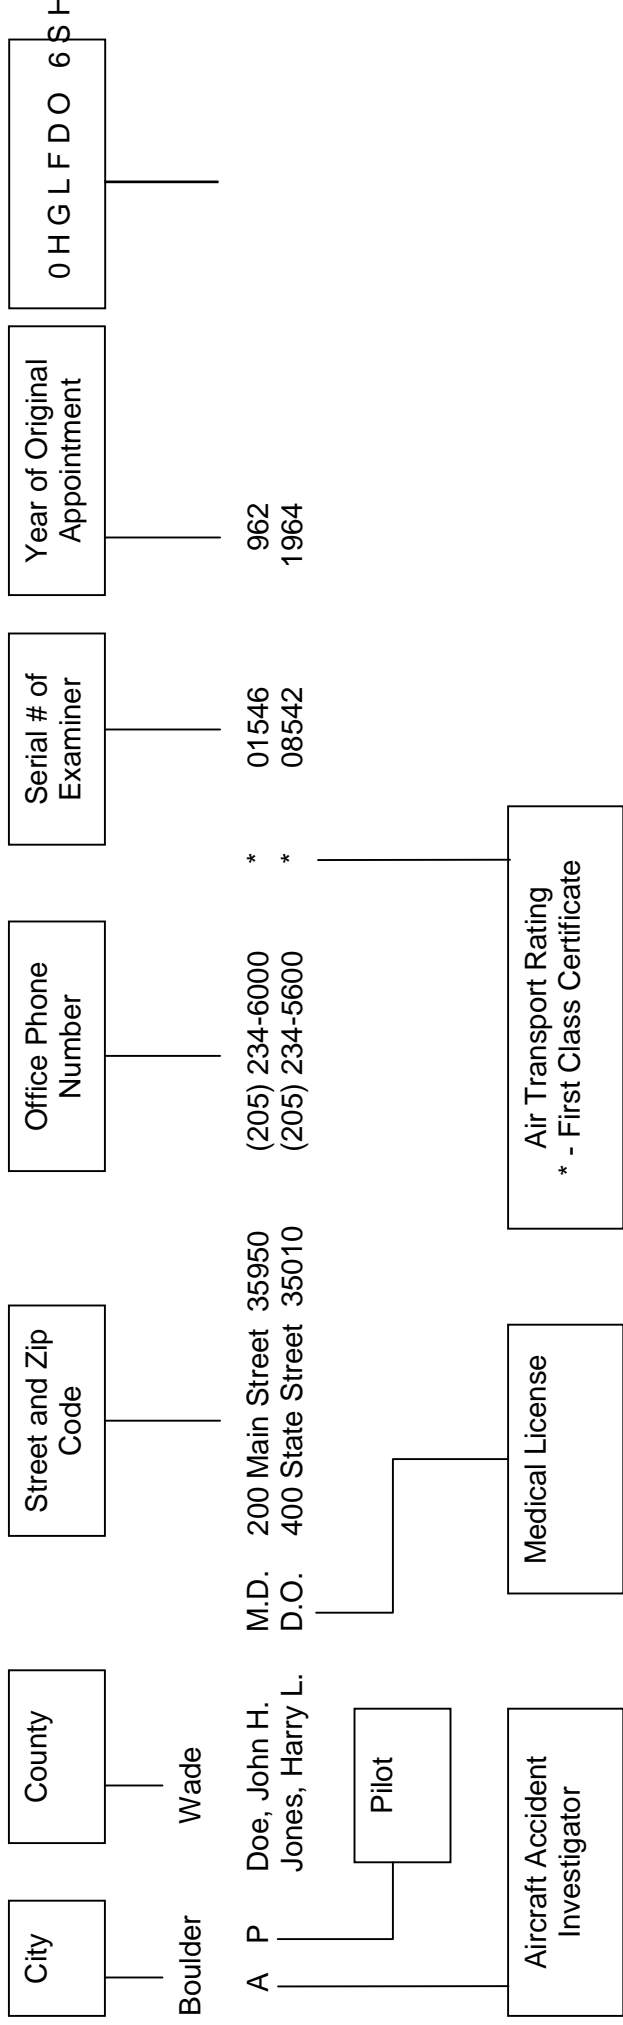 City
County
Street and Zip
Code
Office Phone
Number
Serial # of
Examiner
Year of Original
Appointment
0HGLFDO 6SH
Boulder
Wade
A P Doe, John H. M.D. 200 Main Street 35950 (205) 234-6000 * 01546 962
Jones, Harry L. D.O. 400 State Street 35010 (205) 234-5600 * 08542 1964
Pilot
Aircraft Accident
Investigator
Medical License
Air Transport Rating
* - First Class Certificate